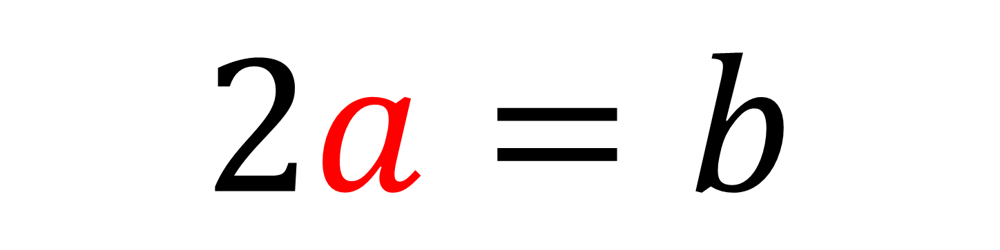 2a = b